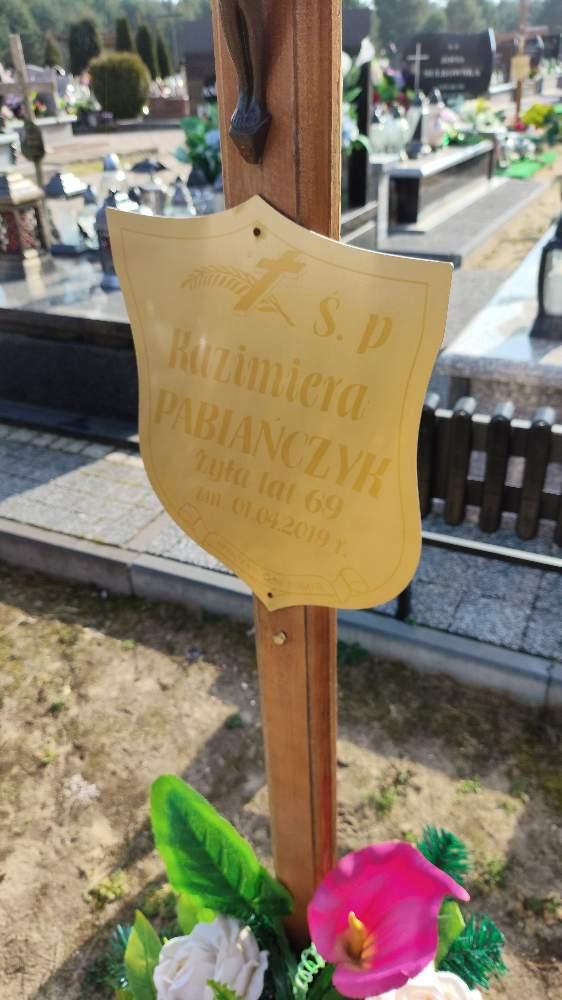 Ś. p
Kazimiera
PABIAŃCZYK
Żyła lat 69
zm. 01.04.2019 r.